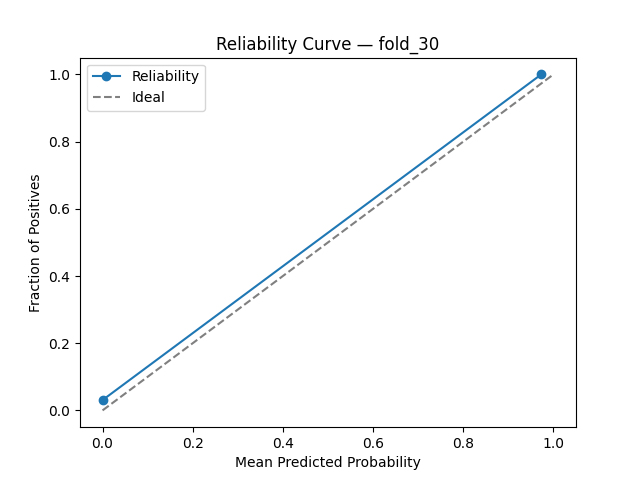 Reliability Curve — fold_30
Reliability
Ideal
Fraction of Positives
1.0
0.8
0.6
0.4
0.2
0.0
0.0 0.2 0.4 0.6 0.8 1.0
Mean Predicted Probability